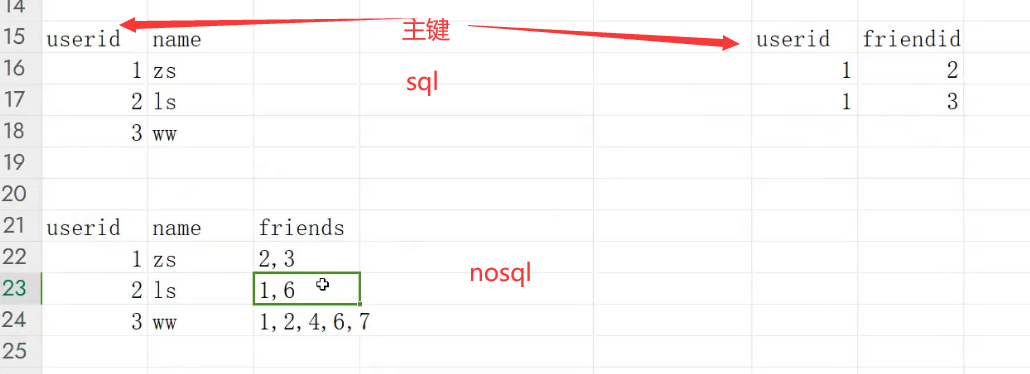 14
主键
15 userid name userid friendid
16 1 zs 1 2
sql
17 2 ls 1 3
18 3 ww
19
20
21 userid name friends
22 1 zs 2,3
nosql
23 2 ls 1,6
24 3 ww 1,2,4,6,7
25